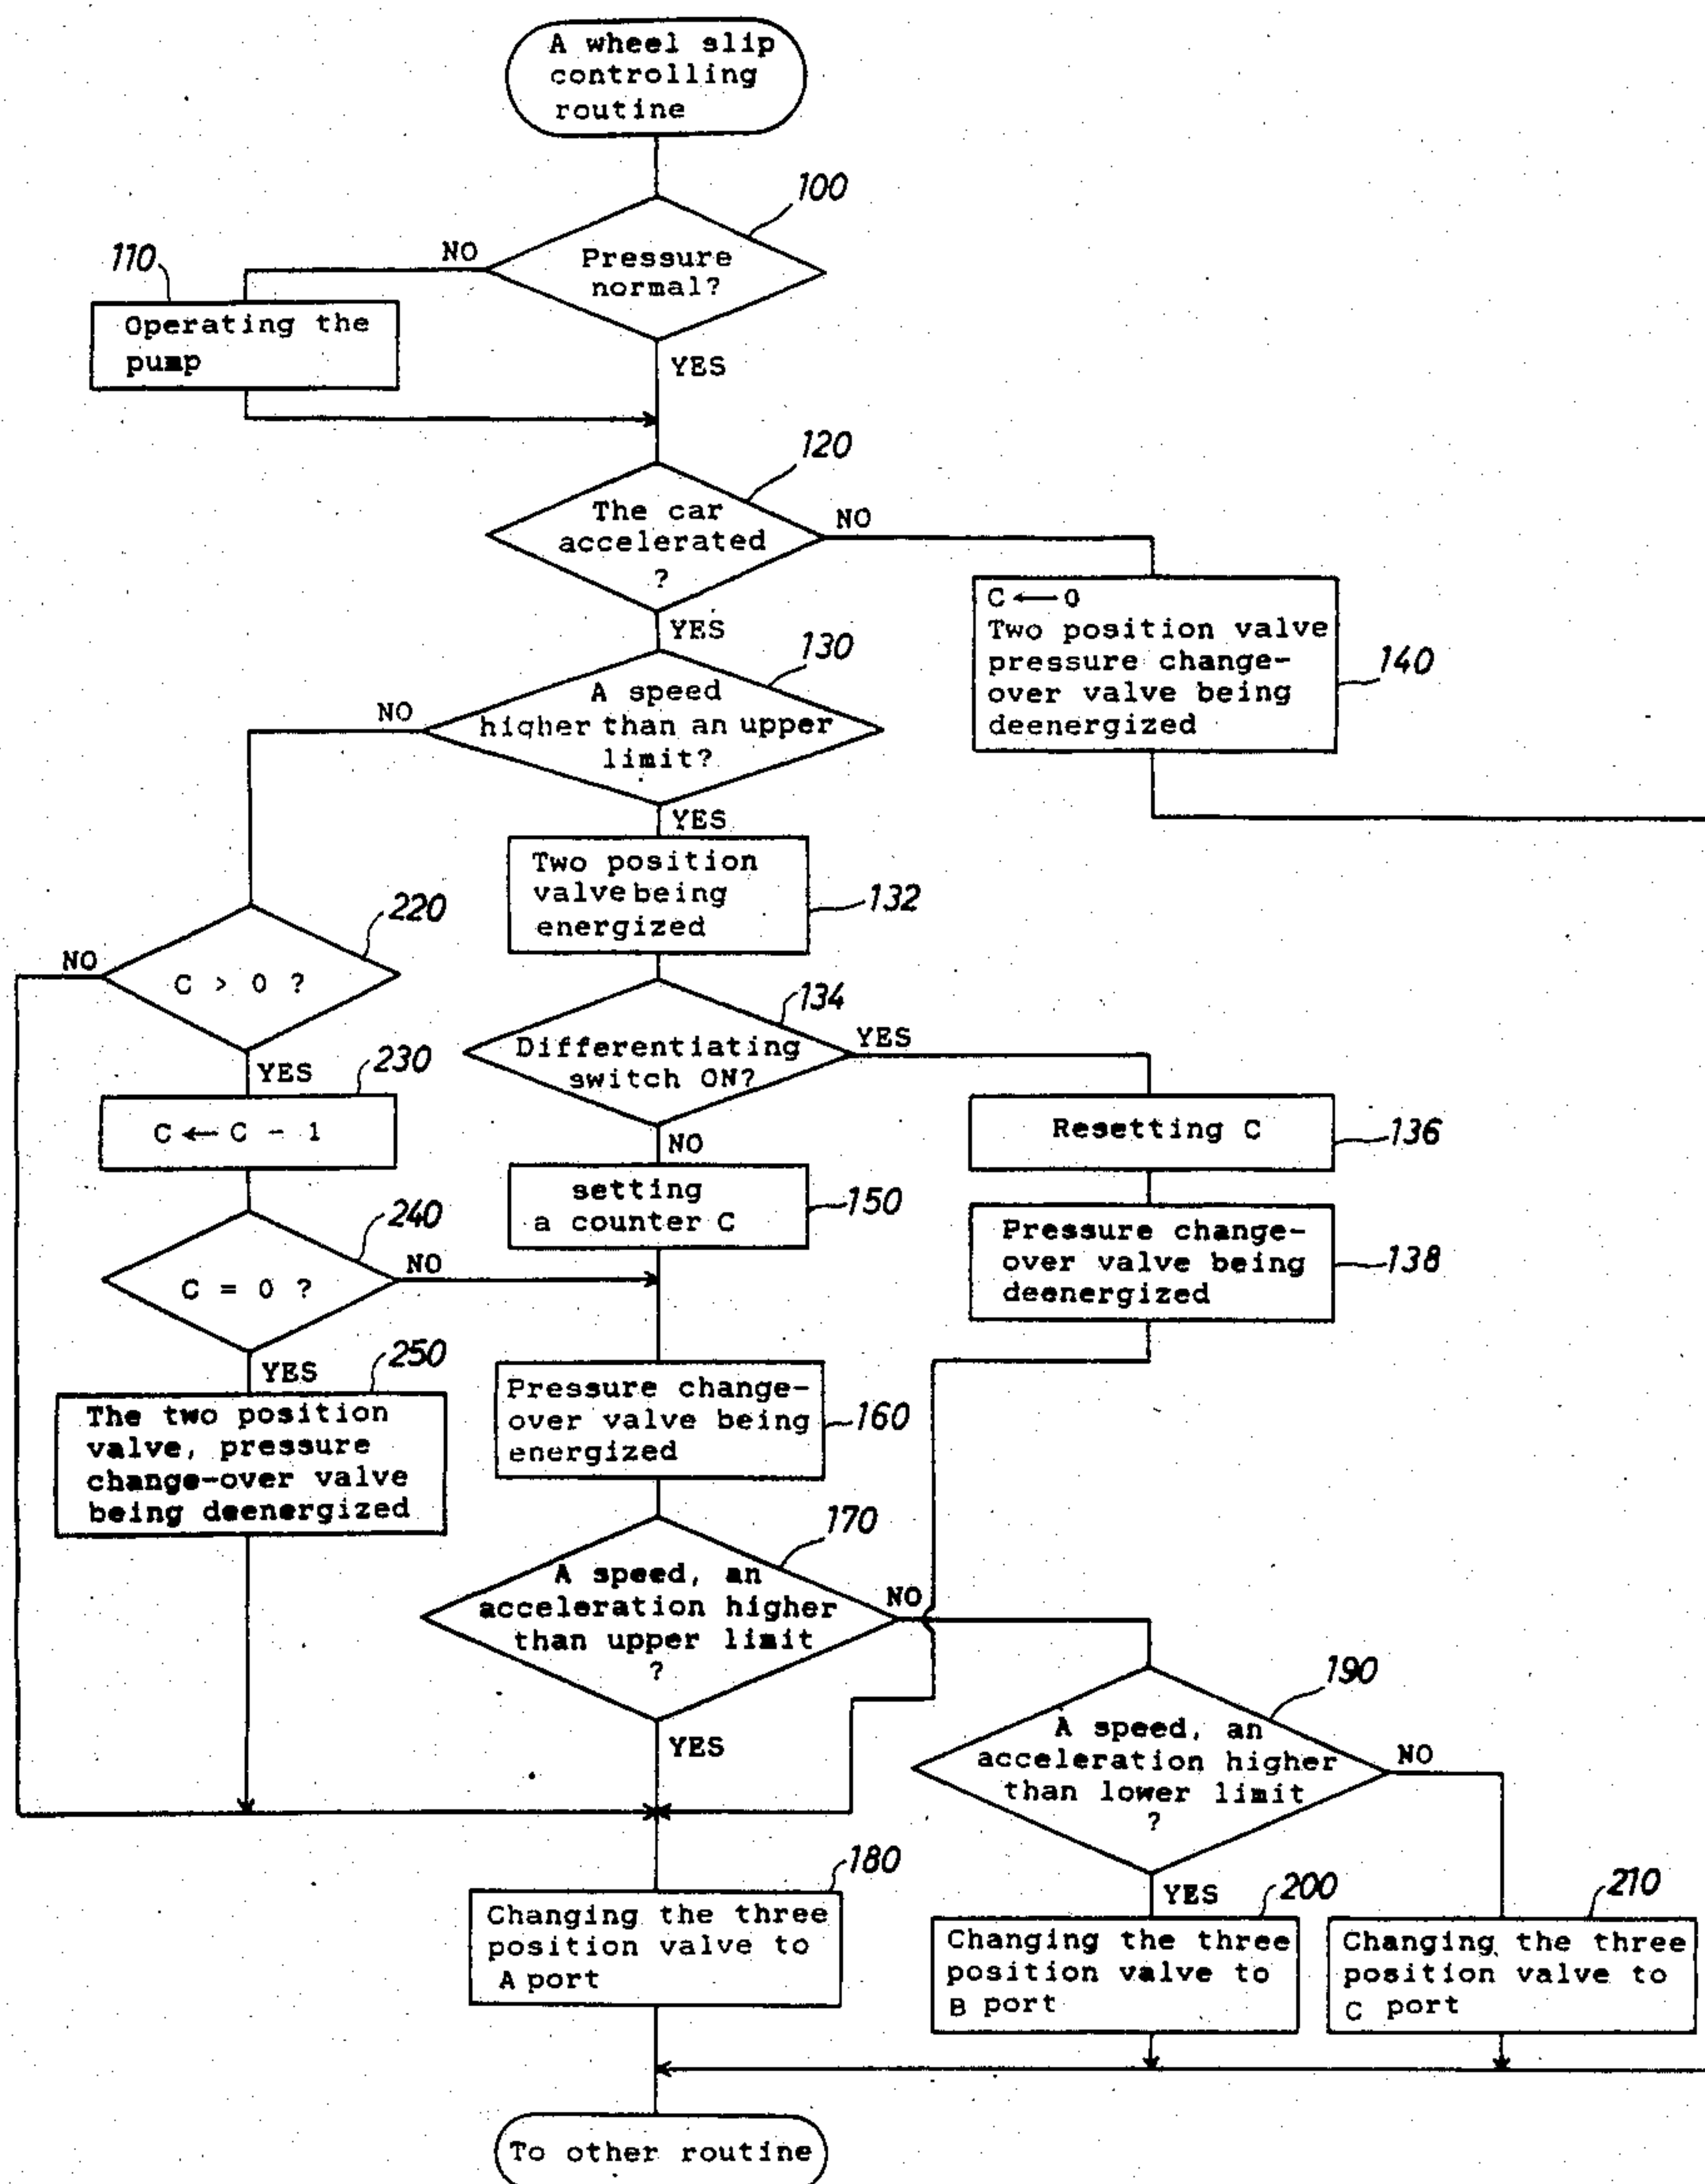 A wheel slip
controlling
routine
100
Pressure
normal?
NO
YES
110
Operating the
pump
120
The car
accelerated
?
NO
YES
C ← 0
Two position valve
pressure change-
over valve being
deenergized
140
130
A speed
higher than an upper
limit?
NO
YES
Two position
valve being
energized
132
220
C > 0 ?
NO
YES
134
Differentiating
switch ON?
YES
NO
230
C ← C - 1
Resetting C
136
setting
a counter C
150
240
C = 0 ?
NO
YES
Pressure change-
over valve being
deenergized
138
250
The two position
valve, pressure
change-over valve
being deenergized
Pressure change-
over valve being
energized
160
170
A speed, an
acceleration higher
than upper limit
?
NO
YES
190
A speed, an
acceleration higher
than lower limit
?
NO
YES
180
Changing the three
position valve to
A port
200
Changing the three
position valve to
B port
210
Changing the three
position valve to
C port
To other routine